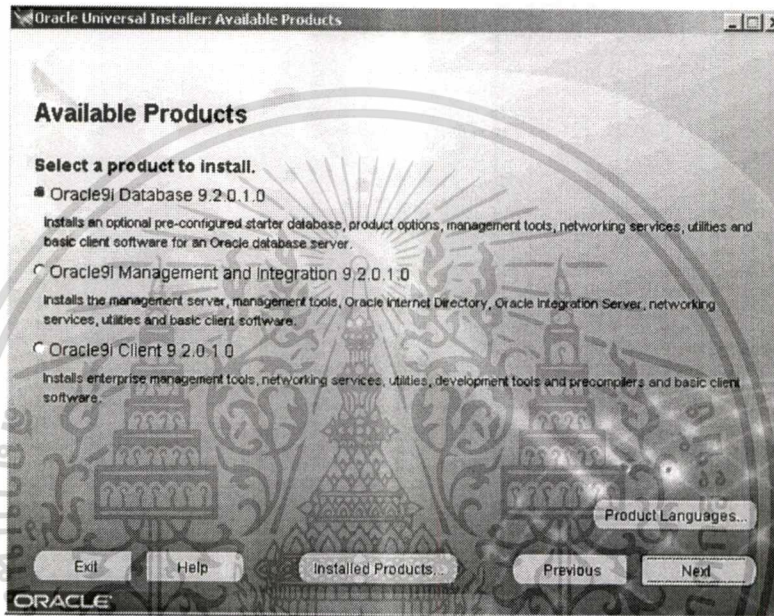 Oracle Universal Installer: Available Products
Available Products
Select a product to install.
Oracle9i Database 9.2.0.1.0
Installs an optional pre-configured starter database, product options, management tools, networking services, utilities and
basic client software for an Oracle database server.
Oracle9i Management and Integration 9.2.0.1.0
Installs the management server, management tools, Oracle Internet Directory, Oracle Integration Server, networking
services, utilities and basic client software.
Oracle9i Client 9.2.0.1.0
Installs enterprise management tools, networking services, utilities, development tools and precompilers and basic client
software.
Product Languages...
Exit
Help
Installed Products...
Previous
Next
ORACLE